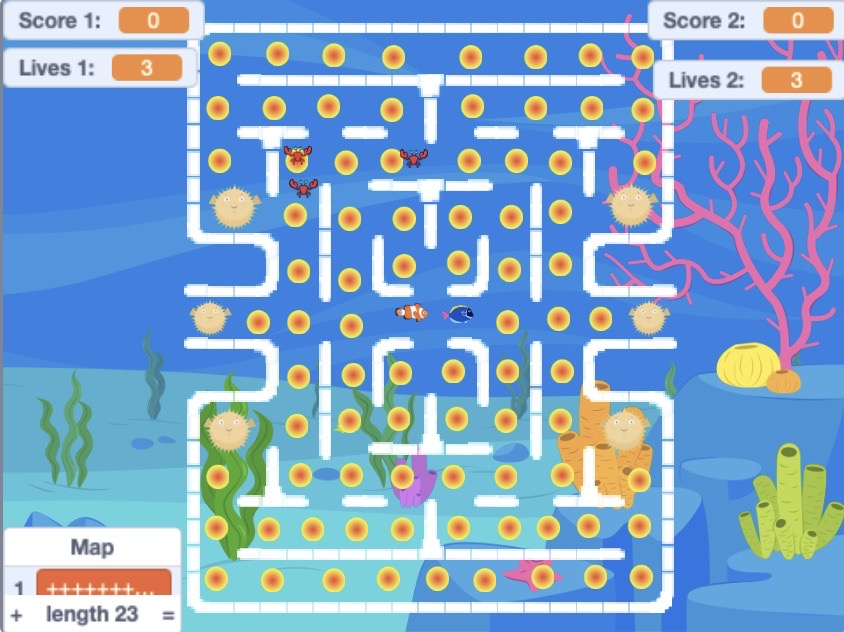 Score 1: 0
Score 2: 0
Lives 1: 3
Lives 2: 3
Map
1 +++++++...
+ length 23 =